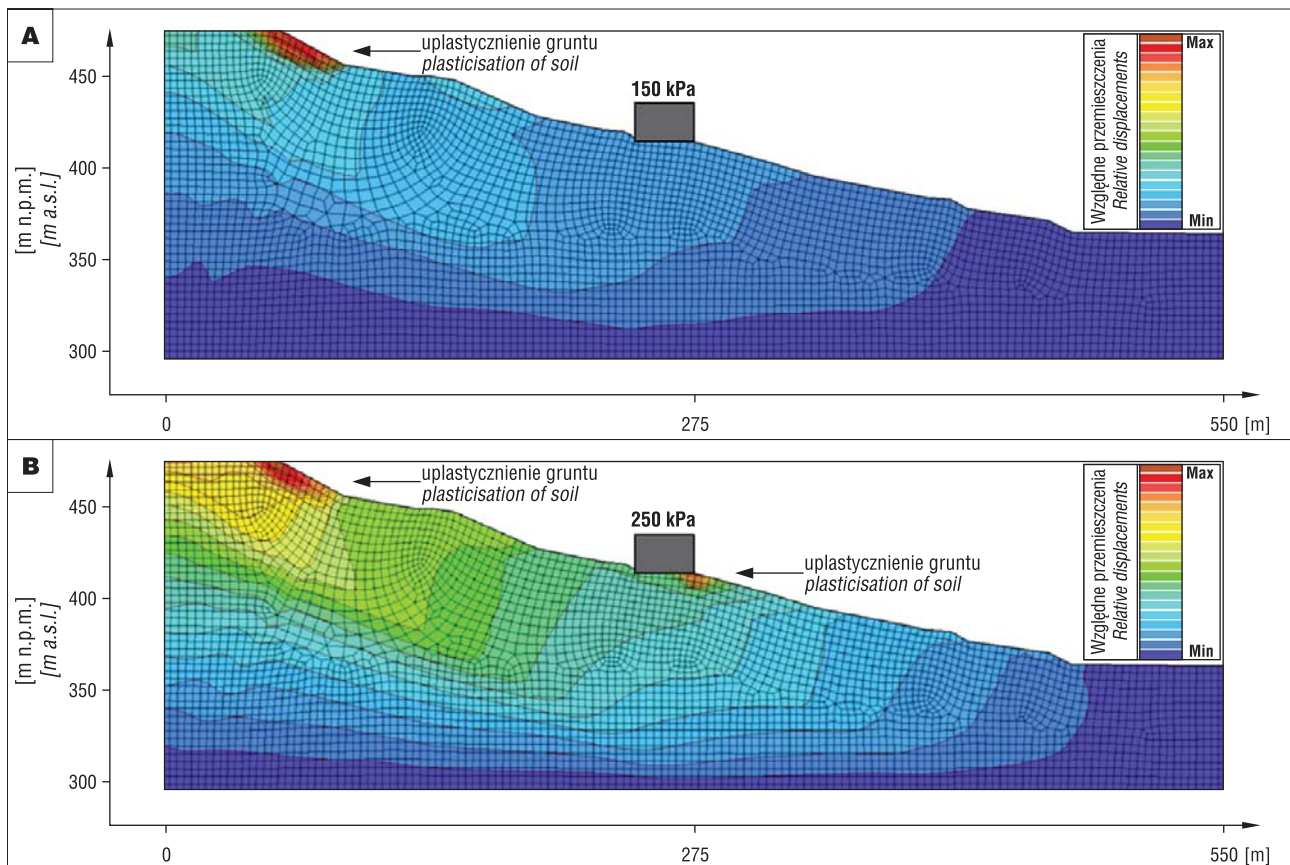 A
uplastycznienie gruntu
plasticisation of soil
150 kPa
Względne przemieszczenia
Relative displacements
Max
Min
[m n.p.m.]
[m a.s.l.]
450
400
350
300
0
275
550 [m]
B
uplastycznienie gruntu
plasticisation of soil
250 kPa
uplastycznienie gruntu
plasticisation of soil
Względne przemieszczenia
Relative displacements
Max
Min
[m n.p.m.]
[m a.s.l.]
450
400
350
300
0
275
550 [m]